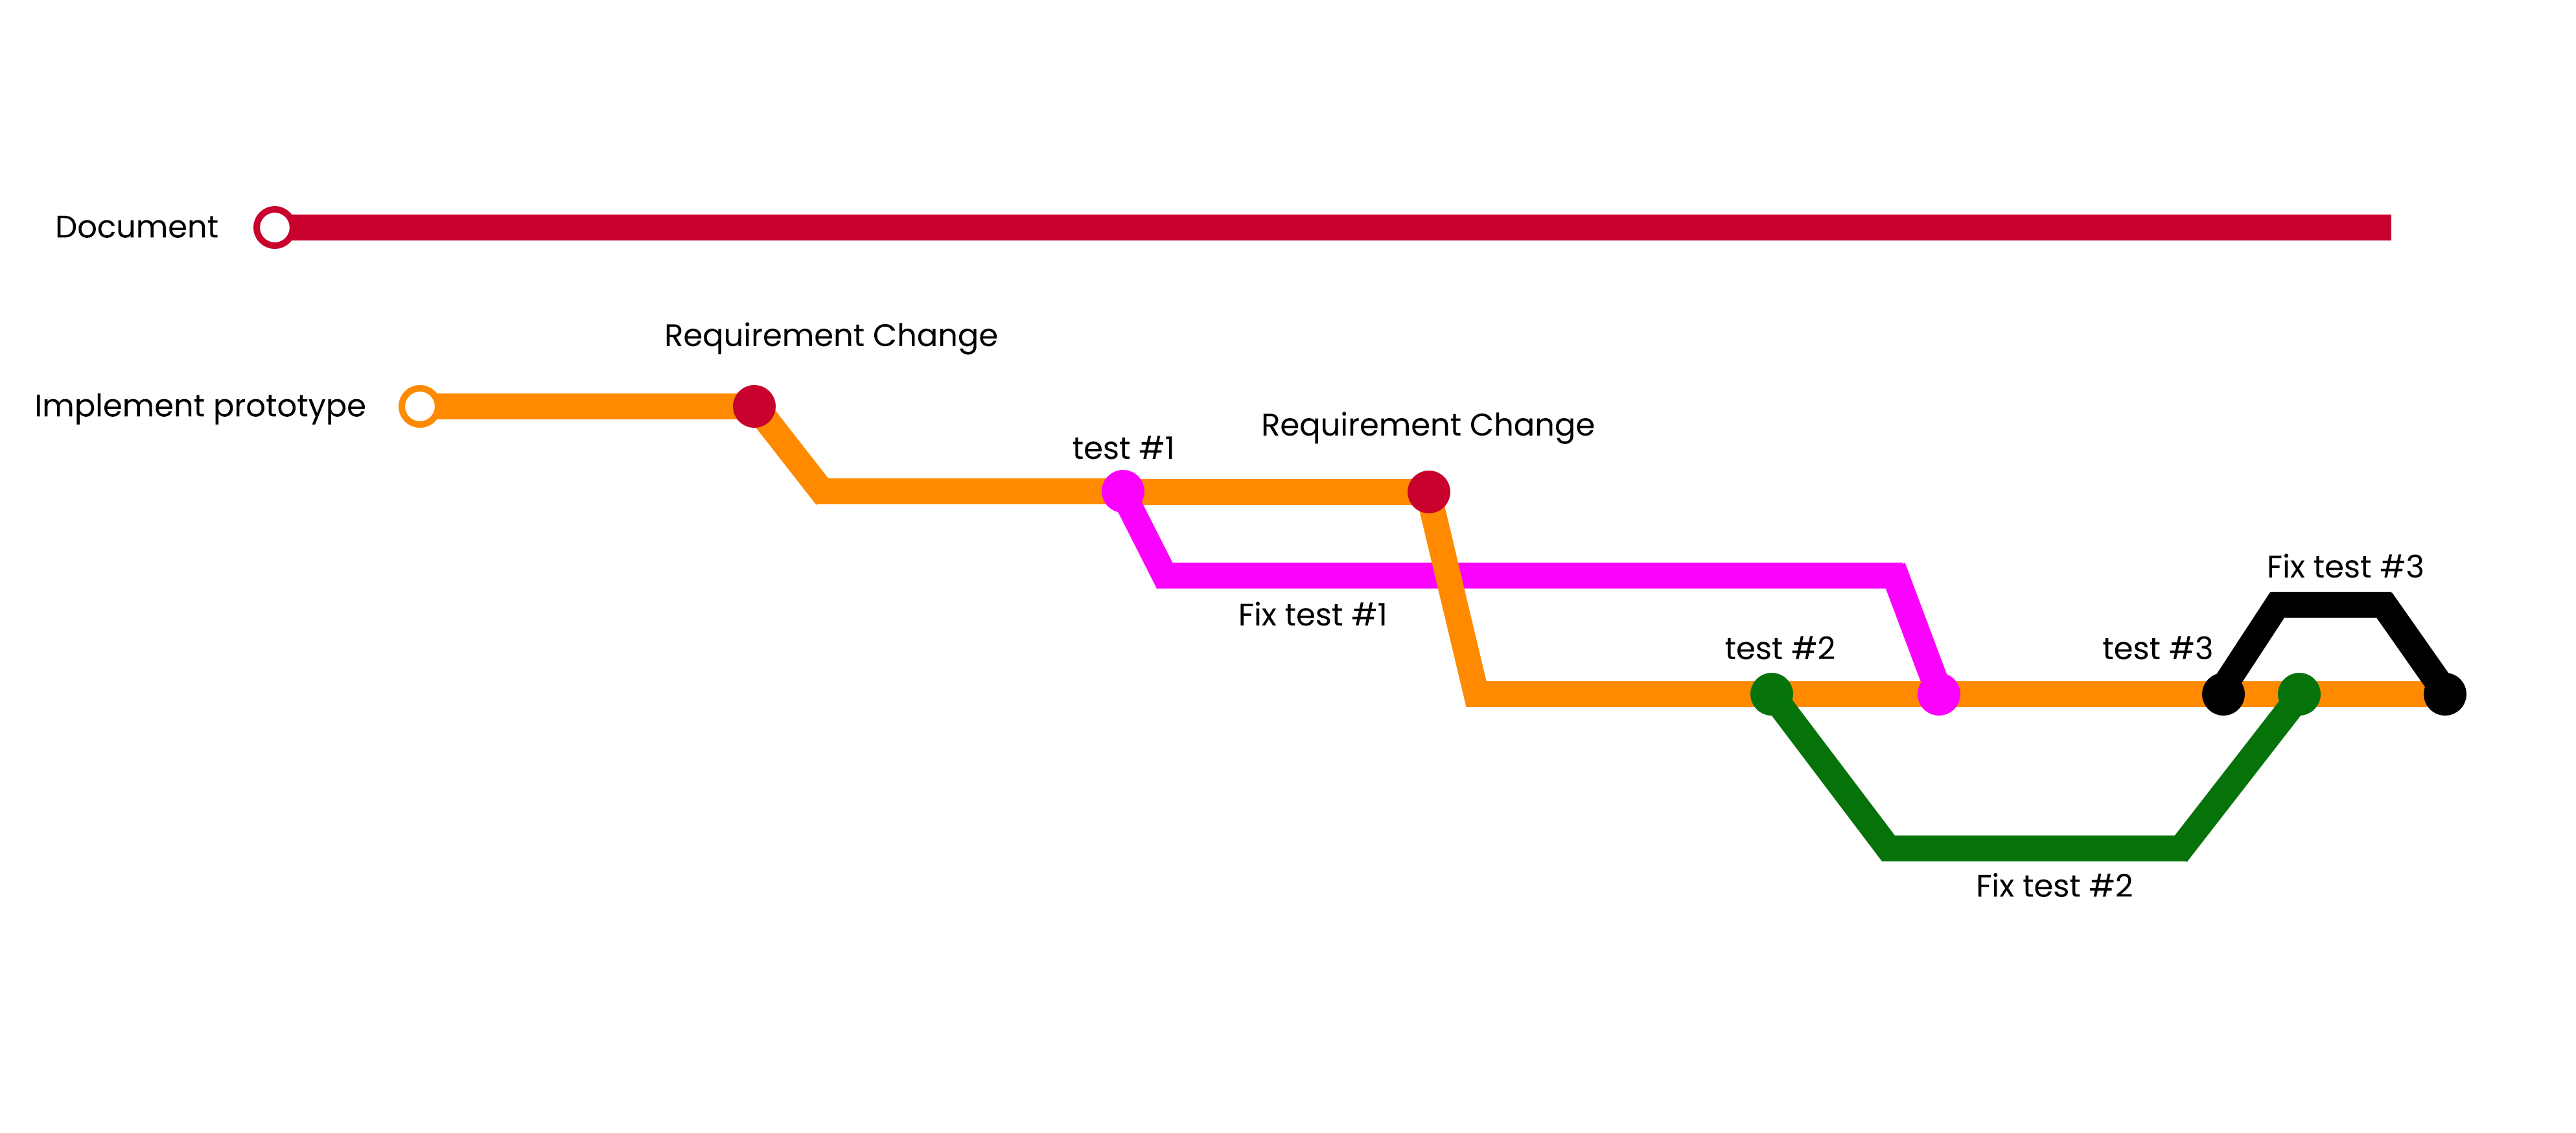 Document
Requirement Change
Implement prototype
Requirement Change
test #1
Fix test #3
Fix test #1
test #2
test #3
Fix test #2